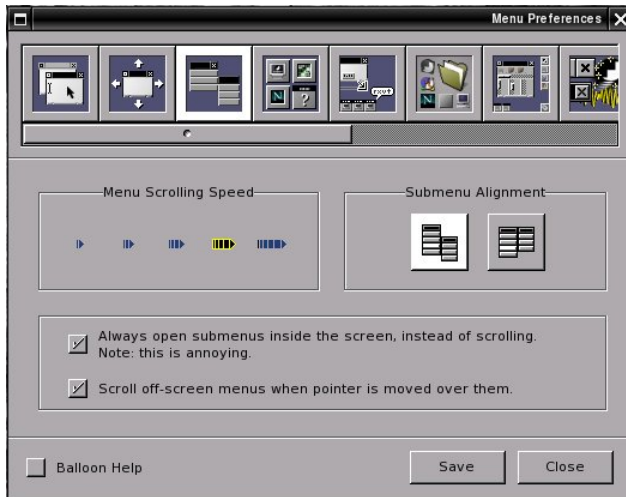 Menu Preferences
rxvt
Menu Scrolling Speed
Submenu Alignment
Always open submenus inside the screen, instead of scrolling.
Note: this is annoying.
Scroll off-screen menus when pointer is moved over them.
Balloon Help
Save
Close